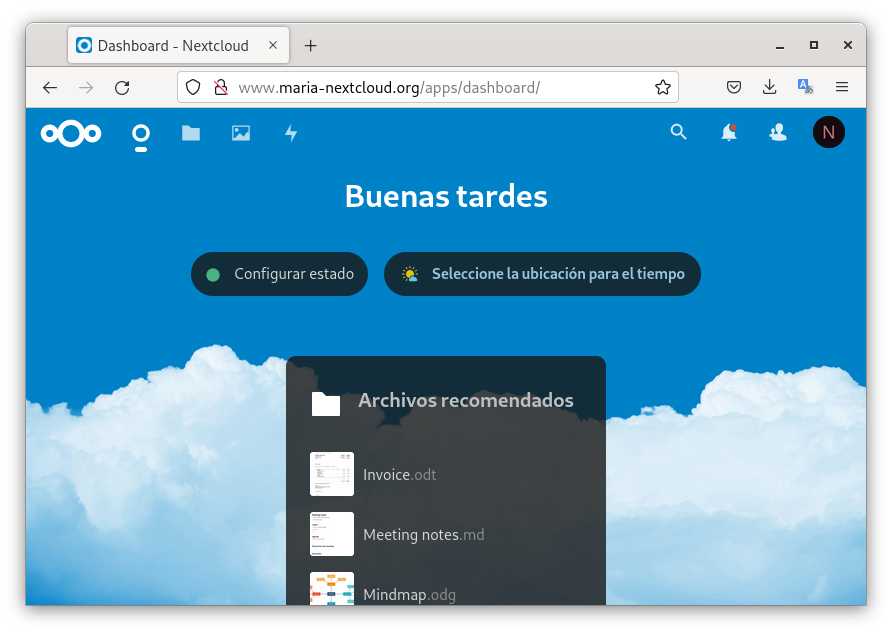 Dashboard - Nextcloud
www.maria-nextcloud.org/apps/dashboard/
N
Buenas tardes
Configurar estado
Seleccione la ubicación para el tiempo
Archivos recomendados
Invoice.odt
Meeting notes.md
Mindmap.odg